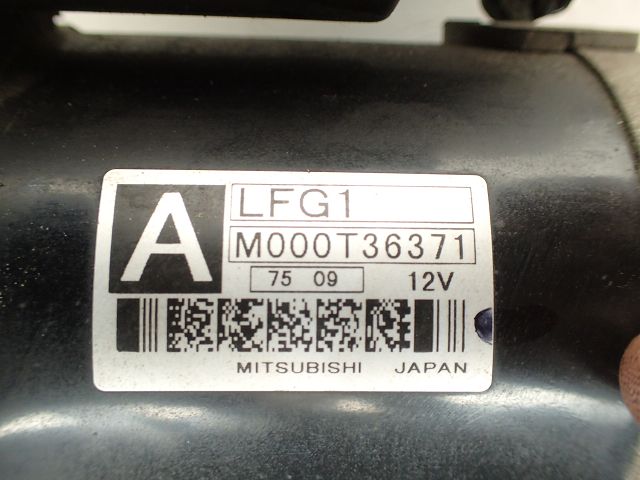 A
LFG1
M000T36371
75 09 12V
MITSUBISHI JAPAN